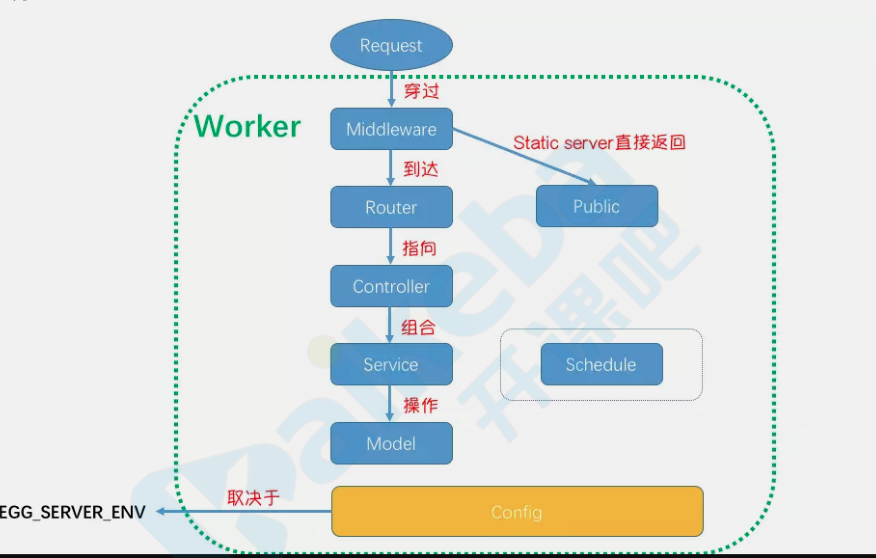 Request
穿过
Worker
Middleware
Static server直接返回
到达
Router
Public
指向
Controller
组合
Service
Schedule
操作
Model
取决于
EGG_SERVER_ENV
Config
Kaikeba
开课吧